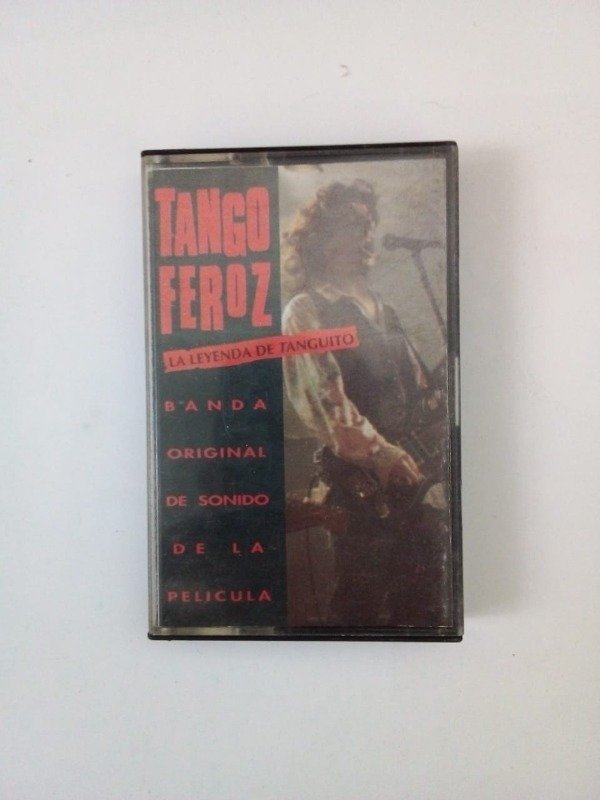 TANGO
FEROZ
LA LEYENDA DE TANGUITO
BANDA
ORIGINAL
DE SONIDO
DE LA
PELICULA